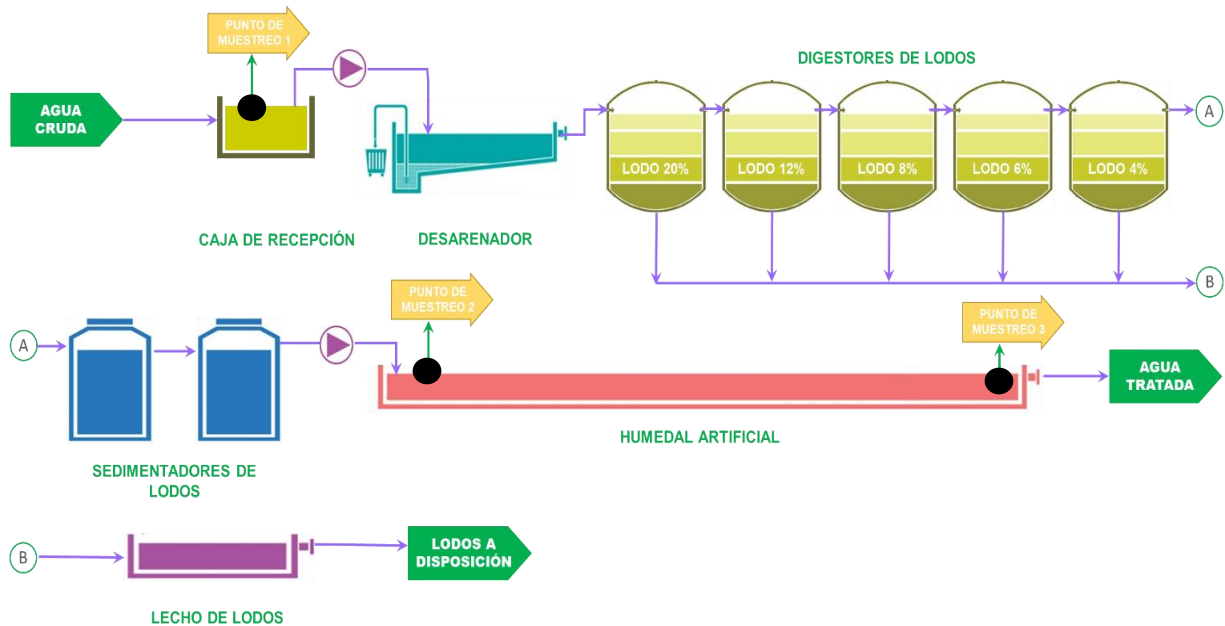 PUNTO DE
MUESTREO 1
DIGESTORES DE LODOS
AGUA
CRUDA
A
LODO 20%
LODO 12%
LODO 8%
LODO 6%
LODO 4%
CAJA DE RECEPCIÓN
DESARENADOR
B
PUNTO DE
MUESTREO 2
PUNTO DE
MUESTREO 3
A
AGUA
TRATADA
HUMEDAL ARTIFICIAL
SEDIMENTADORES DE
LODOS
B
LODOS A
DISPOSICIÓN
LECHO DE LODOS